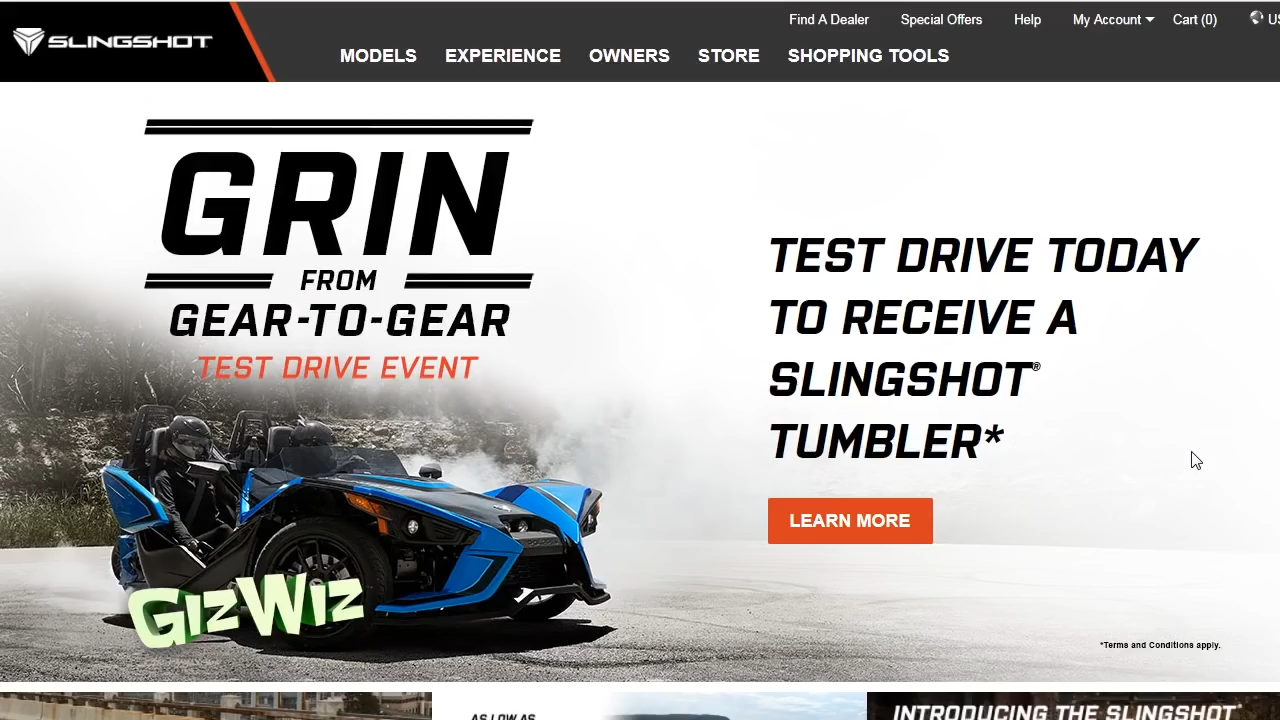 SLINGSHOT
Find A Dealer
Special Offers
Help
My Account
Cart (0)
US
MODELS
EXPERIENCE
OWNERS
STORE
SHOPPING TOOLS
GRIN
FROM
GEAR-TO-GEAR
TEST DRIVE EVENT
TEST DRIVE TODAY
TO RECEIVE A
SLINGSHOT®
TUMBLER*
LEARN MORE
GIZWIZ
*Terms and Conditions apply.
AS LOW AS
INTRODUCING THE SLINGSHOT®